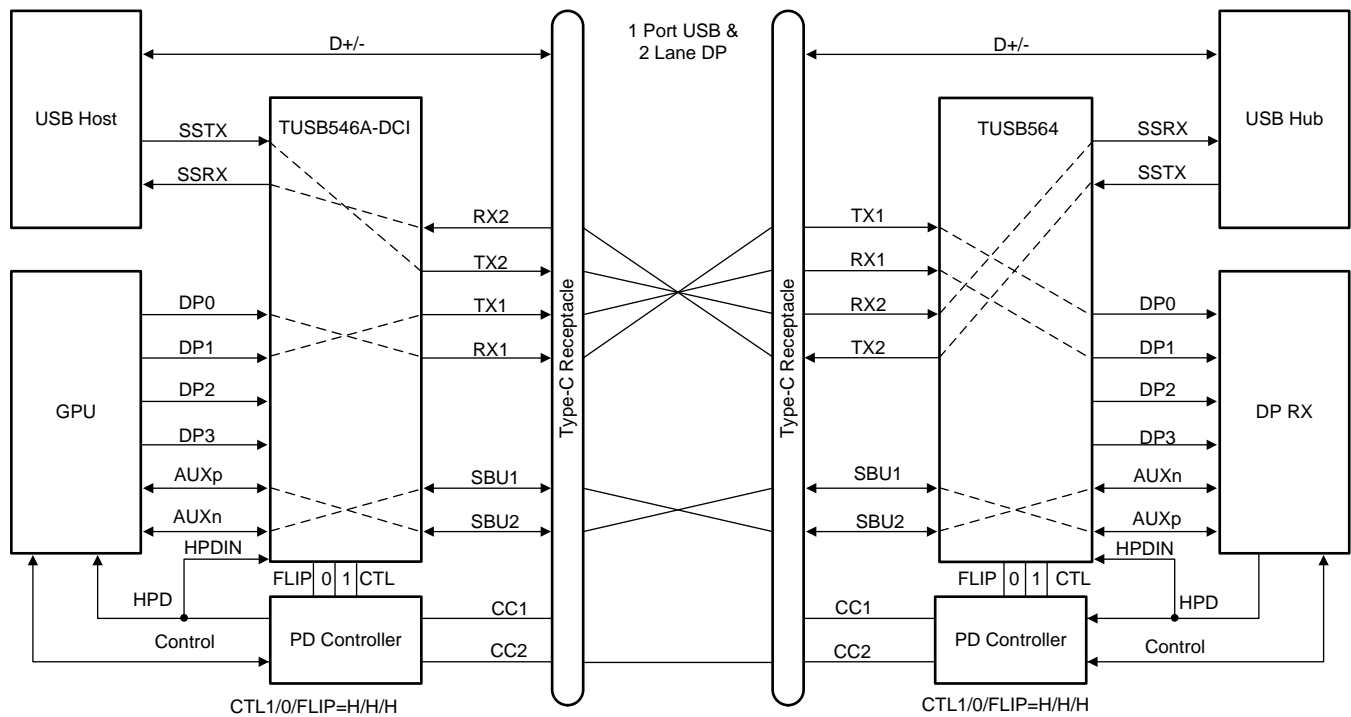 1 Port USB &
2 Lane DP
D+/-
D+/-
USB Host
TUSB546A-DCI
TUSB564
USB Hub
SSTX
SSRX
SSRX
SSTX
RX2
TX2
TX1
RX1
TX1
RX1
RX2
TX2
Type-C Receptacle
Type-C Receptacle
GPU
DP0
DP1
DP2
DP3
AUXp
AUXn
HPDIN
SBU1
SBU2
SBU1
SBU2
DP0
DP1
DP2
DP3
AUXn
AUXp
HPDIN
DP RX
FLIP 0 1 CTL
FLIP 0 1 CTL
HPD
Control
PD Controller
CC1
CC2
CC1
CC2
PD Controller
HPD
Control
CTL1/0/FLIP=H/H/H
CTL1/0/FLIP=H/H/H